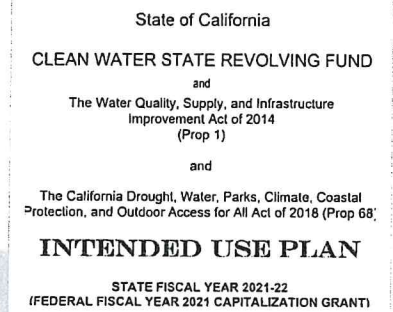 State of California
CLEAN WATER STATE REVOLVING FUND
and
The Water Quality, Supply, and Infrastructure
Improvement Act of 2014
(Prop 1)
and
The California Drought, Water, Parks, Climate, Coastal
Protection, and Outdoor Access for All Act of 2018 (Prop 68)
INTENDED USE PLAN
STATE FISCAL YEAR 2021-22
(FEDERAL FISCAL YEAR 2021 CAPITALIZATION GRANT)